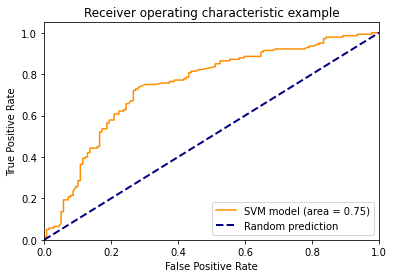 Receiver operating characteristic example
True Positive Rate
1.0
0.8
0.6
0.4
0.2
0.0
SVM model (area = 0.75)
Random prediction
0.0 0.2 0.4 0.6 0.8 1.0
False Positive Rate